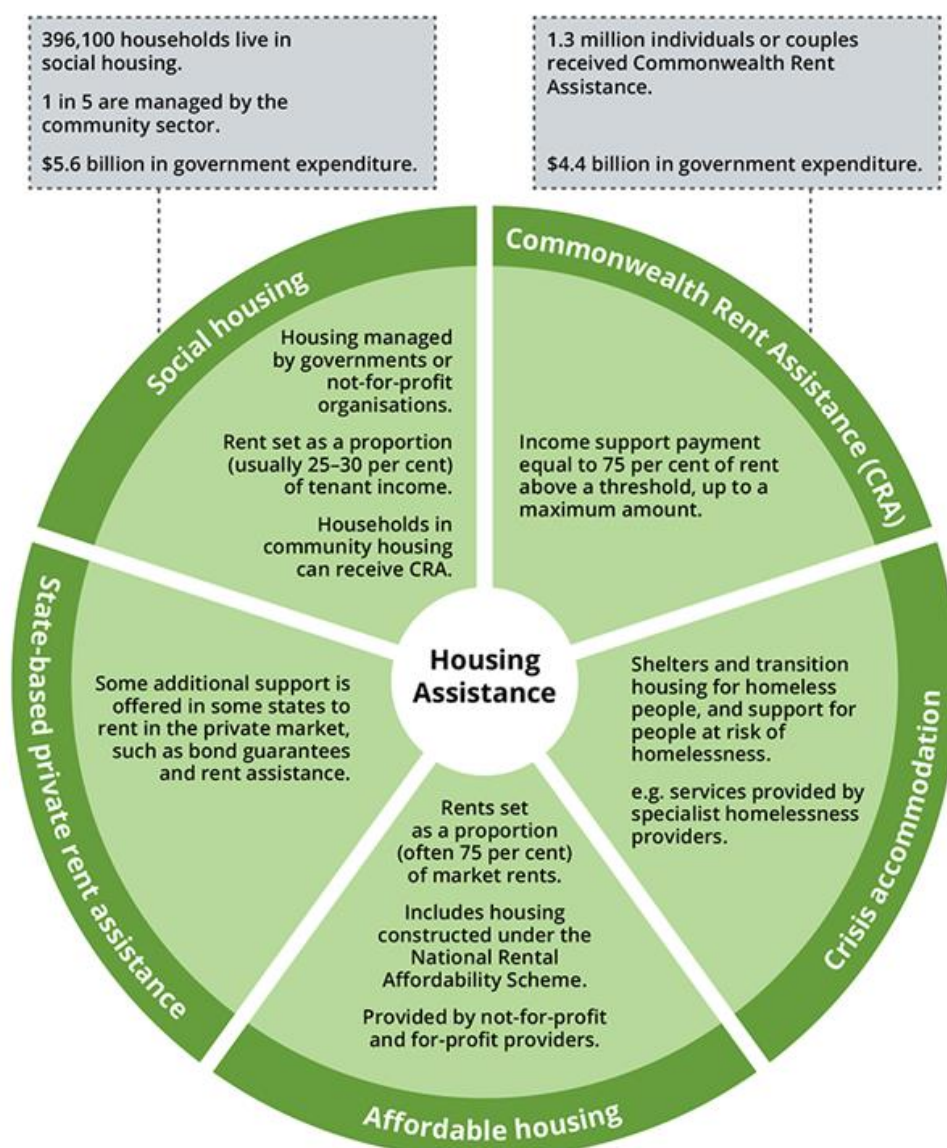 396,100 households live in
social housing.
1 in 5 are managed by the
community sector.
$5.6 billion in government expenditure.
1.3 million individuals or couples
received Commonwealth Rent
Assistance.
$4.4 billion in government expenditure.
Social housing
Housing managed
by governments or
not-for-profit
organisations.
Rent set as a proportion
(usually 25–30 per cent)
of tenant income.
Households in
community housing
can receive CRA.
Commonwealth Rent Assistance (CRA)
Income support payment
equal to 75 per cent of rent
above a threshold, up to a
maximum amount.
Housing
Assistance
State-based private rent assistance
Some additional support is
offered in some states to
rent in the private market,
such as bond guarantees
and rent assistance.
Crisis accommodation
Shelters and transition
housing for homeless
people, and support for
people at risk of
homelessness.
e.g. services provided by
specialist homelessness
providers.
Rents set
as a proportion
(often 75 per cent)
of market rents.
Includes housing
constructed under the
National Rental
Affordability Scheme.
Provided by not-for-profit
and for-profit providers.
Affordable housing